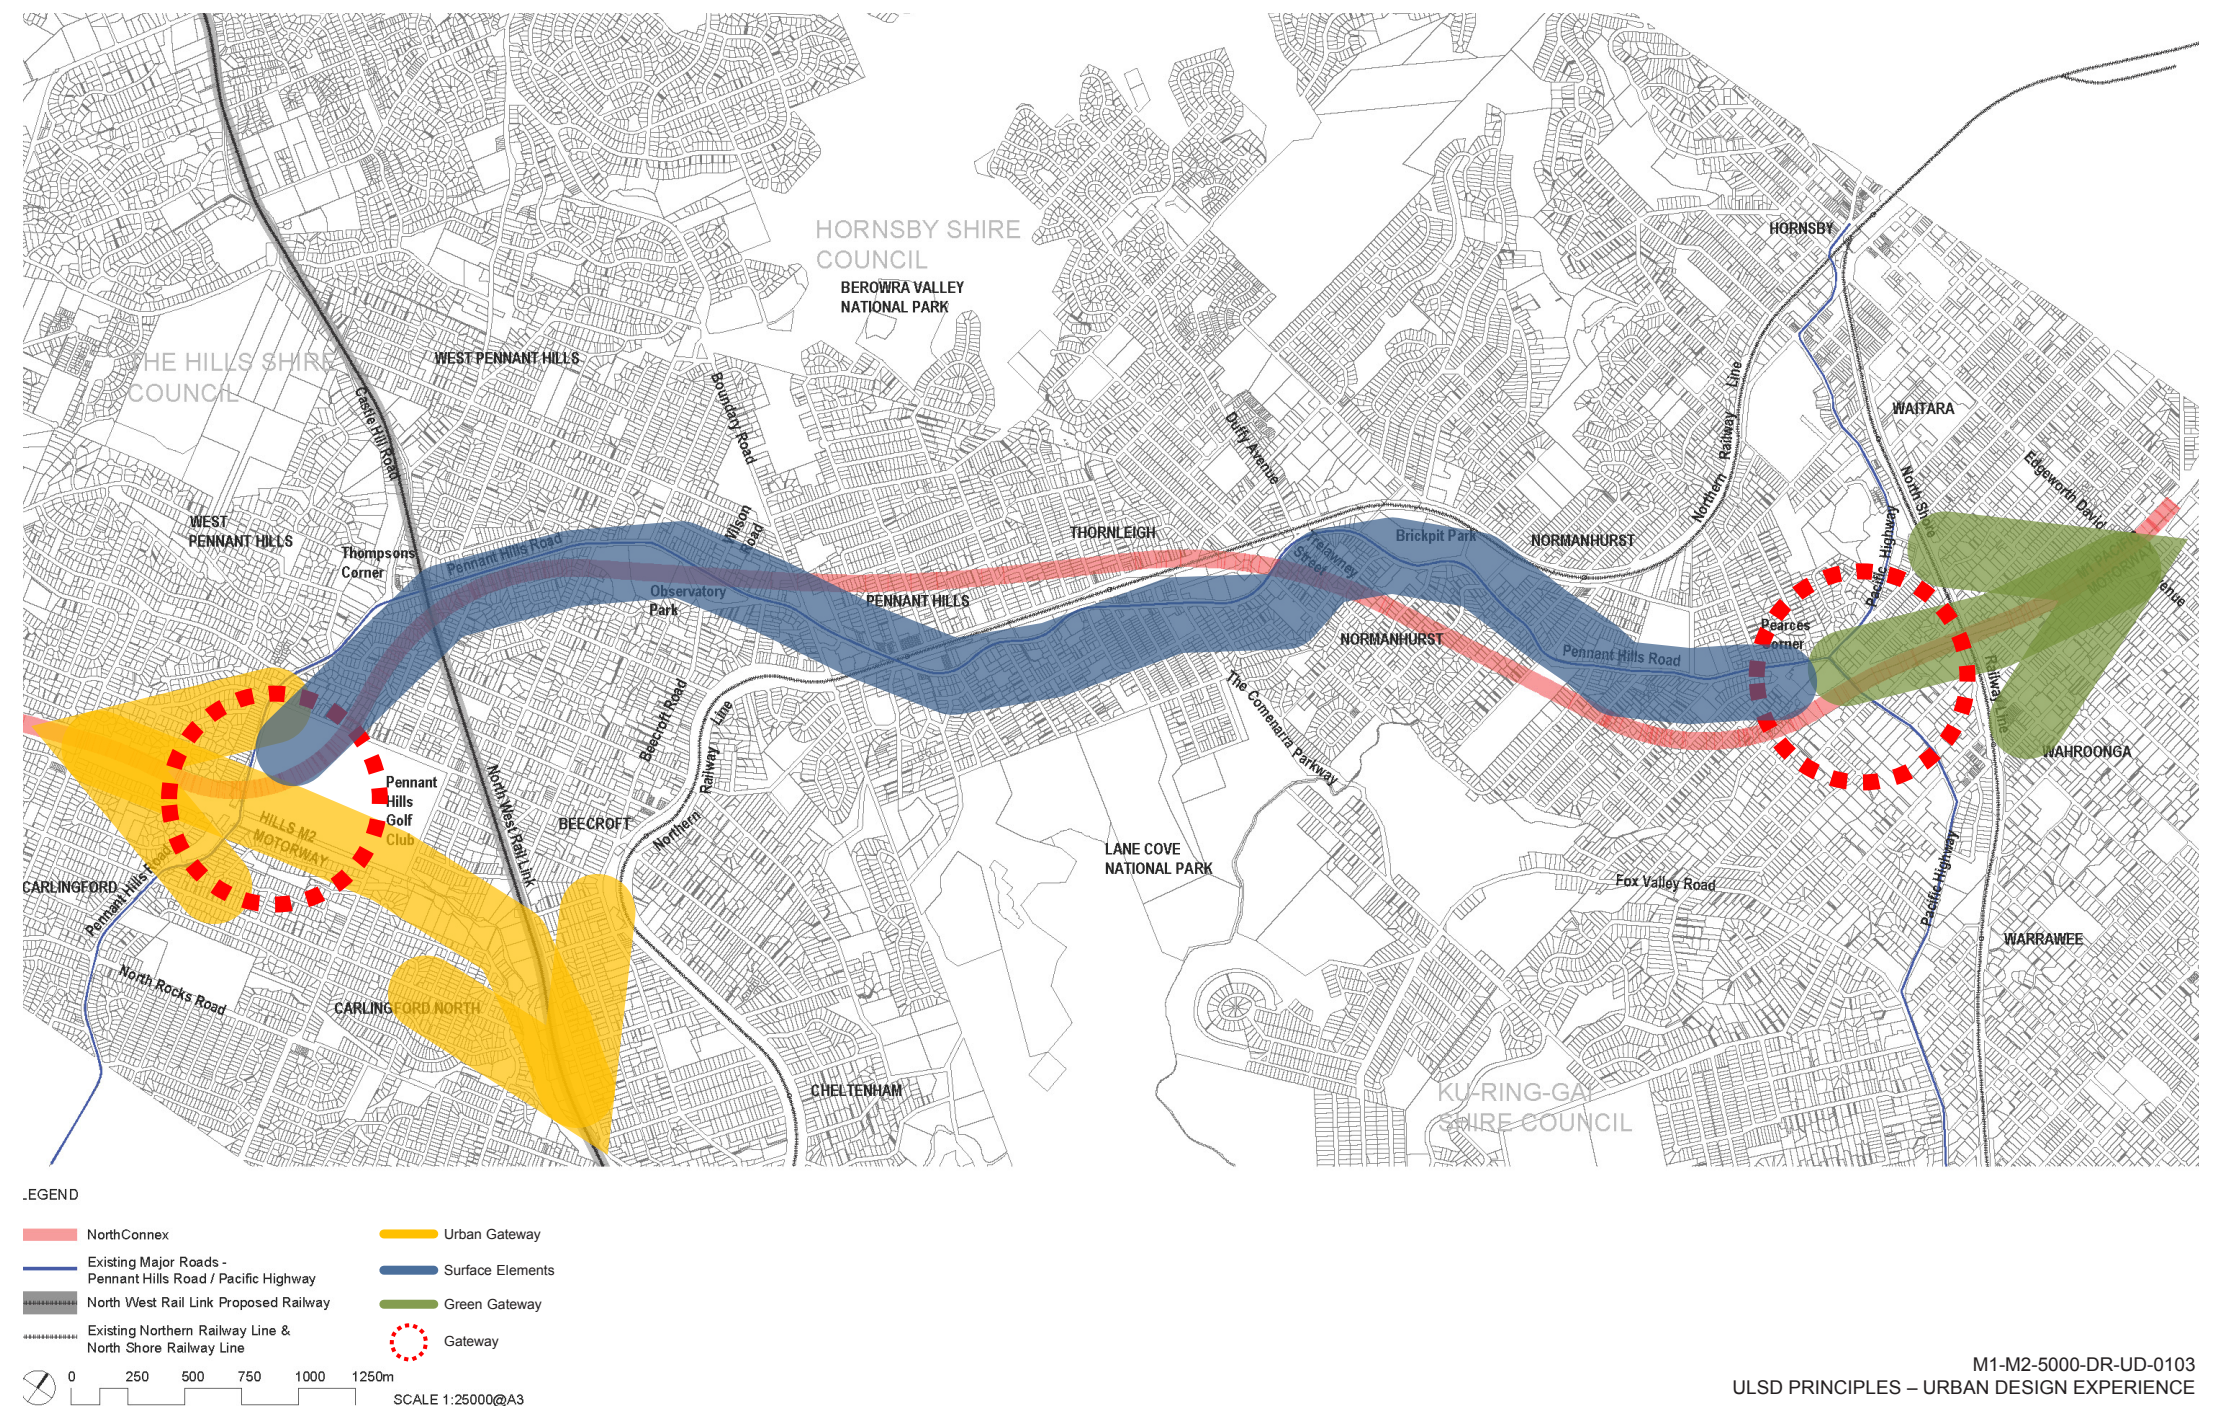 HORNSBY SHIRE
COUNCIL
BEROWRA VALLEY
NATIONAL PARK
HORNSBY
THE HILLS SHIRE
COUNCIL
WEST PENNANT HILLS
Castle Hill Road
Boundary Road
Duffy Avenue
Northern Railway Line
WAITARA
North Shore
Railway Line
Edgeworth David
Avenue
Pacific Highway
WEST
PENNANT HILLS
Thompsons
Corner
Pennant Hills Road
Wilson
Road
THORNLEIGH
Trelawney
Street
Brickpit Park
NORMANHURST
Observatory
Park
PENNANT HILLS
NORMANHURST
Pennant Hills Road
Pearces
Corner
MOTORWAY
The Comenarra Parkway
Beecroft Road
Northern Railway Line
WAHROONGA
Pennant
Hills
Golf
Club
HILLS M2
MOTORWAY
North West Rail Link
BEECROFT
LANE COVE
NATIONAL PARK
CARLINGFORD
Pennant Hills Road
Fox Valley Road
Pacific Highway
WARRAWEE
North Rocks Road
CARLINGFORD NORTH
CHELTENHAM
KU-RING-GAI
SHIRE COUNCIL
LEGEND
NorthConnex
Existing Major Roads -
Pennant Hills Road / Pacific Highway
North West Rail Link Proposed Railway
Existing Northern Railway Line &
North Shore Railway Line
Urban Gateway
Surface Elements
Green Gateway
Gateway
0 250 500 750 1000 1250m
SCALE 1:25000@A3
M1-M2-5000-DR-UD-0103
ULSD PRINCIPLES – URBAN DESIGN EXPERIENCE